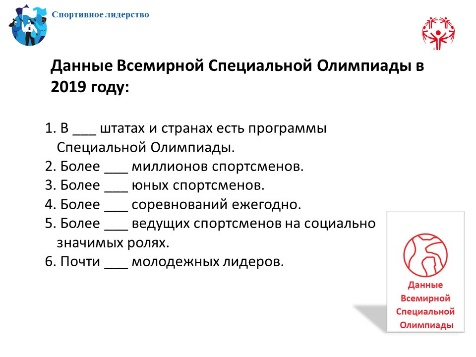 Спортивное лидерство
Данные Всемирной Специальной Олимпиады в
2019 году:
1. В ___ штатах и странах есть программы
Специальной Олимпиады.
2. Более ___ миллионов спортсменов.
3. Более ___ юных спортсменов.
4. Более ___ соревнований ежегодно.
5. Более ___ ведущих спортсменов на социально
значимых ролях.
6. Почти ___ молодежных лидеров.
Данные
Всемирной
Специальной
Олимпиады